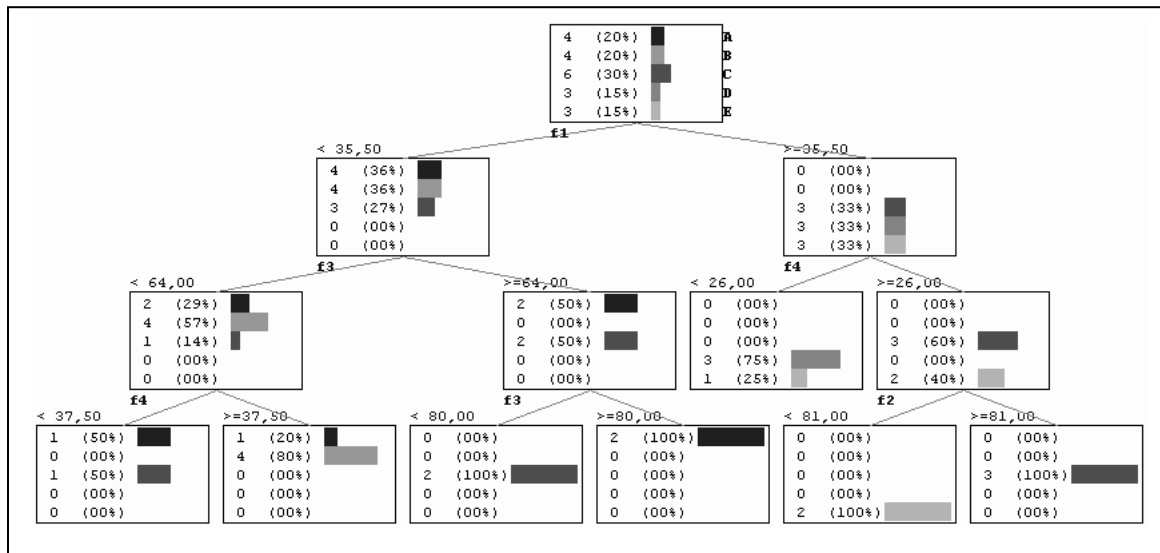 4 (20%) A
4 (20%) B
6 (30%) C
3 (15%) D
3 (15%) E
f1
< 35,50 >=35,50
4 (36%) 0 (00%)
4 (36%) 0 (00%)
3 (27%) 3 (33%)
0 (00%) 3 (33%)
0 (00%) 3 (33%)
f3 f4
< 64,00 >=64,00 < 26,00 >=26,00
2 (29%) 2 (50%) 0 (00%) 0 (00%)
4 (57%) 0 (00%) 0 (00%) 0 (00%)
1 (14%) 2 (50%) 0 (00%) 3 (60%)
0 (00%) 0 (00%) 3 (75%) 0 (00%)
0 (00%) 0 (00%) 1 (25%) 2 (40%)
f4 f3 f2
< 37,50 >=37,50 < 80,00 >=80,00 < 81,00 >=81,00
1 (50%) 1 (20%) 0 (00%) 2 (100%) 0 (00%) 0 (00%)
0 (00%) 4 (80%) 0 (00%) 0 (00%) 0 (00%) 0 (00%)
1 (50%) 0 (00%) 2 (100%) 0 (00%) 0 (00%) 3 (100%)
0 (00%) 0 (00%) 0 (00%) 0 (00%) 0 (00%) 0 (00%)
0 (00%) 0 (00%) 0 (00%) 0 (00%) 2 (100%) 0 (00%)